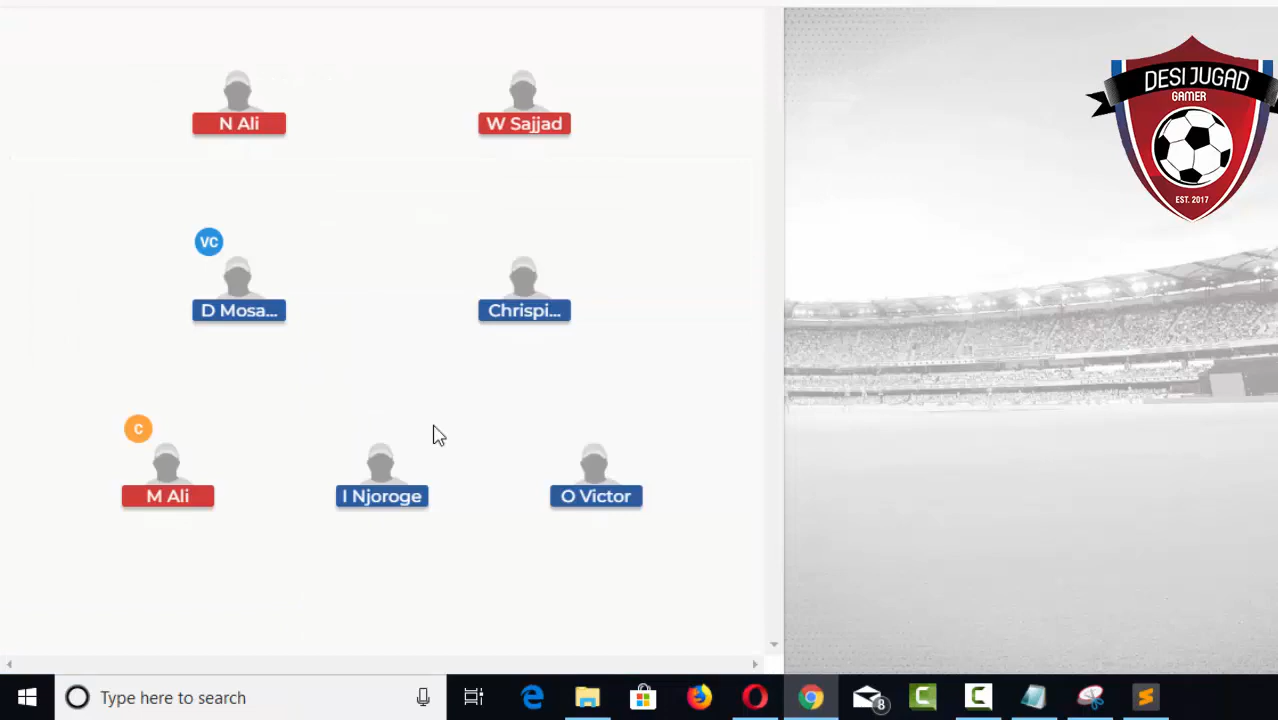 DESI JUGAD
GAMER
EST. 2017
N Ali
W Sajjad
VC
D Mosa...
Chrispi...
C
M Ali
I Njoroge
O Victor
Type here to search
8